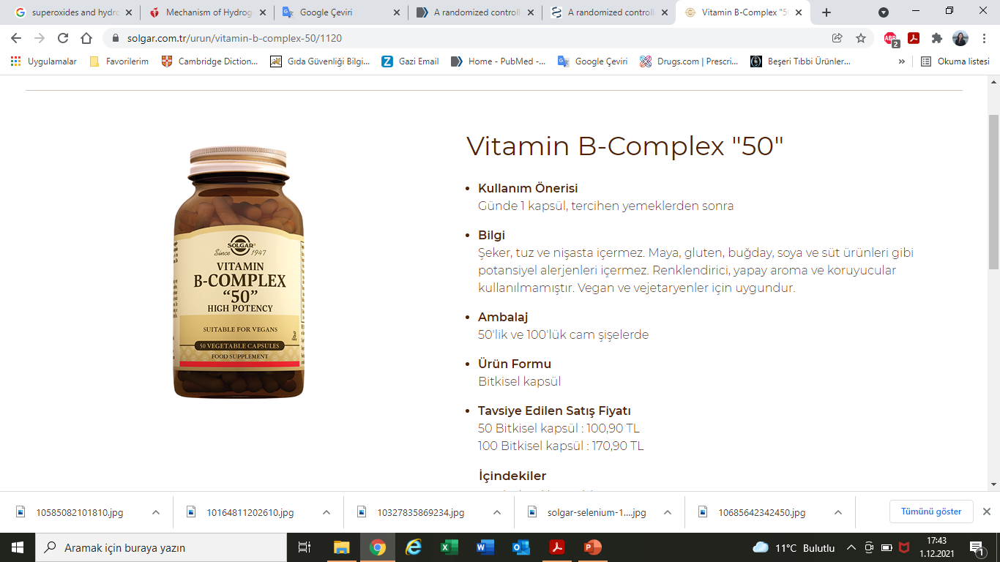 superoxides and hydro
Mechanism of Hydrog
Google Çeviri
A randomized controll
A randomized controll
Vitamin B-Complex "5
solgar.com.tr/urun/vitamin-b-complex-50/1120
ABP
2
Uygulamalar
Favorilerim
Cambridge Diction...
Gıda Güvenliği Bilgi...
Gazi Email
Home - PubMed -...
Google Çeviri
Drugs.com | Prescri...
Beşeri Tıbbi Ürünler...
»
Okuma listesi
Vitamin B-Complex "50"
Kullanım Önerisi
Günde 1 kapsül, tercihen yemeklerden sonra
Bilgi
Şeker, tuz ve nişasta içermez. Maya, gluten, buğday, soya ve süt ürünleri gibi
potansiyel alerjenleri içermez. Renklendirici, yapay aroma ve koruyucular
kullanılmamıştır. Vegan ve vejetaryenler için uygundur.
Ambalaj
50'lik ve 100'lük cam şişelerde
Ürün Formu
Bitkisel kapsül
Tavsiye Edilen Satış Fiyatı
50 Bitkisel kapsül : 100,90 TL
100 Bitkisel kapsül : 170,90 TL
İçindekiler
SOLGAR
Since 1947
VITAMIN
B-COMPLEX
“50”
HIGH POTENCY
SUITABLE FOR VEGANS
50 VEGETABLE CAPSULES
FOOD SUPPLEMENT
10585082101810.jpg
10164811202610.jpg
10327835869234.jpg
solgar-selenium-1....jpg
10685642342450.jpg
Tümünü göster
Aramak için buraya yazın
11°C Bulutlu
17:43
1.12.2021
1